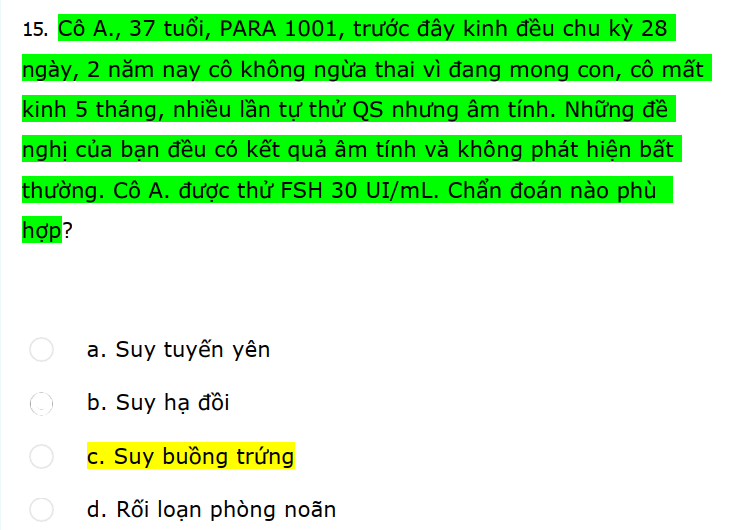 15. Cô A., 37 tuổi, PARA 1001, trước đây kinh đều chu kỳ 28
ngày, 2 năm nay cô không ngừa thai vì đang mong con, cô mất
kinh 5 tháng, nhiều lần tự thử QS nhưng âm tính. Những đề
nghị của bạn đều có kết quả âm tính và không phát hiện bất
thường. Cô A. được thử FSH 30 UI/mL. Chẩn đoán nào phù
hợp?
a. Suy tuyến yên
b. Suy hạ đồi
c. Suy buồng trứng
d. Rối loạn phòng noãn